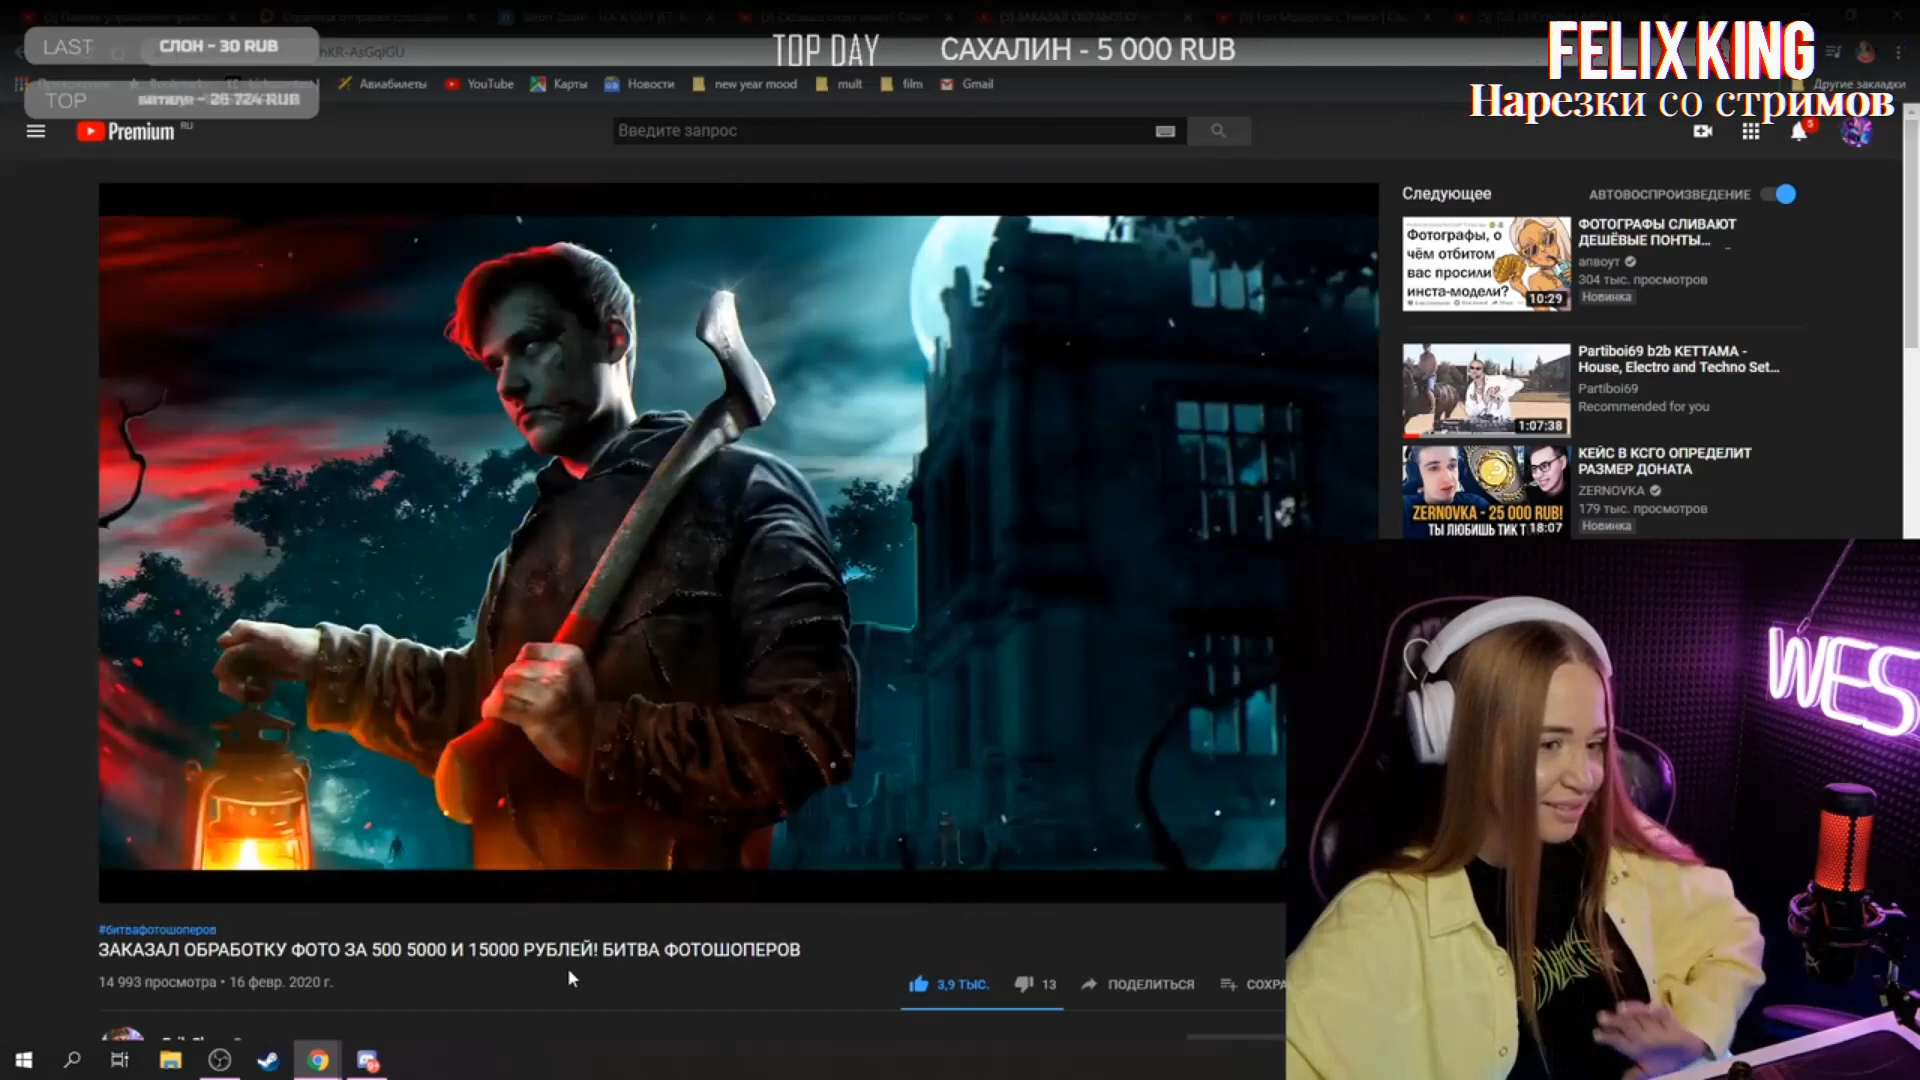 LAST СЛОН - 30 RUB
TOP
TOP DAY САХАЛИН - 5 000 RUB
FELIX KING
Нарезки со стримов
Авиабилеты
YouTube
Карты
Новости
new year mood
mult
film
Gmail
Другие закладки
Premium RU
Введите запрос
5
Следующее
АВТОВОСПРОИЗВЕДЕНИЕ
Фотографы, о
чём отбитом
вас просили
инста-модели?
10:29
ФОТОГРАФЫ СЛИВАЮТ
ДЕШЁВЫЕ ПОНТЫ...
апвоут
304 тыс. просмотров
Новинка
1:07:38
Partiboi69 b2b KETTAMA -
House, Electro and Techno Set...
Partiboi69
Recommended for you
ZERNOVKA - 25 000 RUB!
ТЫ ЛЮБИШЬ ТИК Т
18:07
КЕЙС В КСГО ОПРЕДЕЛИТ
РАЗМЕР ДОНАТА
ZERNOVKA
179 тыс. просмотров
Новинка
WES
#битвафотошоперов
ЗАКАЗАЛ ОБРАБОТКУ ФОТО ЗА 500 5000 И 15000 РУБЛЕЙ! БИТВА ФОТОШОПЕРОВ
14 993 просмотра • 16 февр. 2020 г.
3,9 ТЫС.
13
ПОДЕЛИТЬСЯ
СОХРА